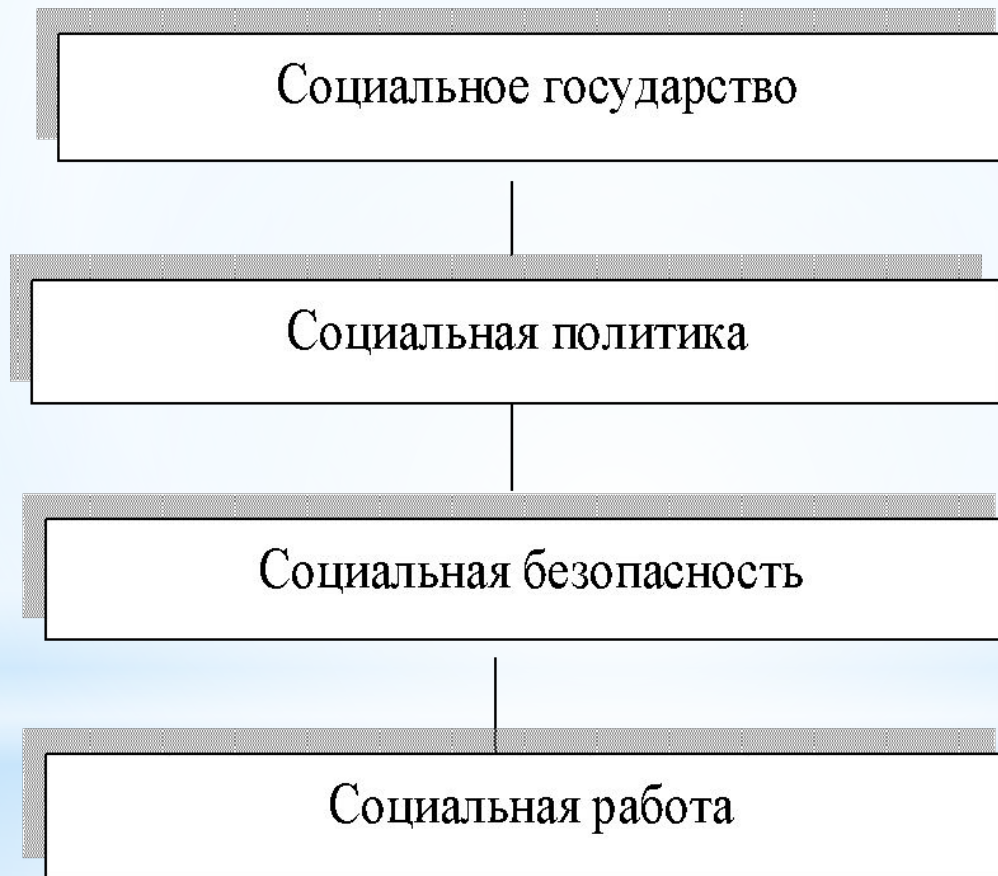 Социальное государство
Социальная политика
Социальная безопасность
Социальная работа